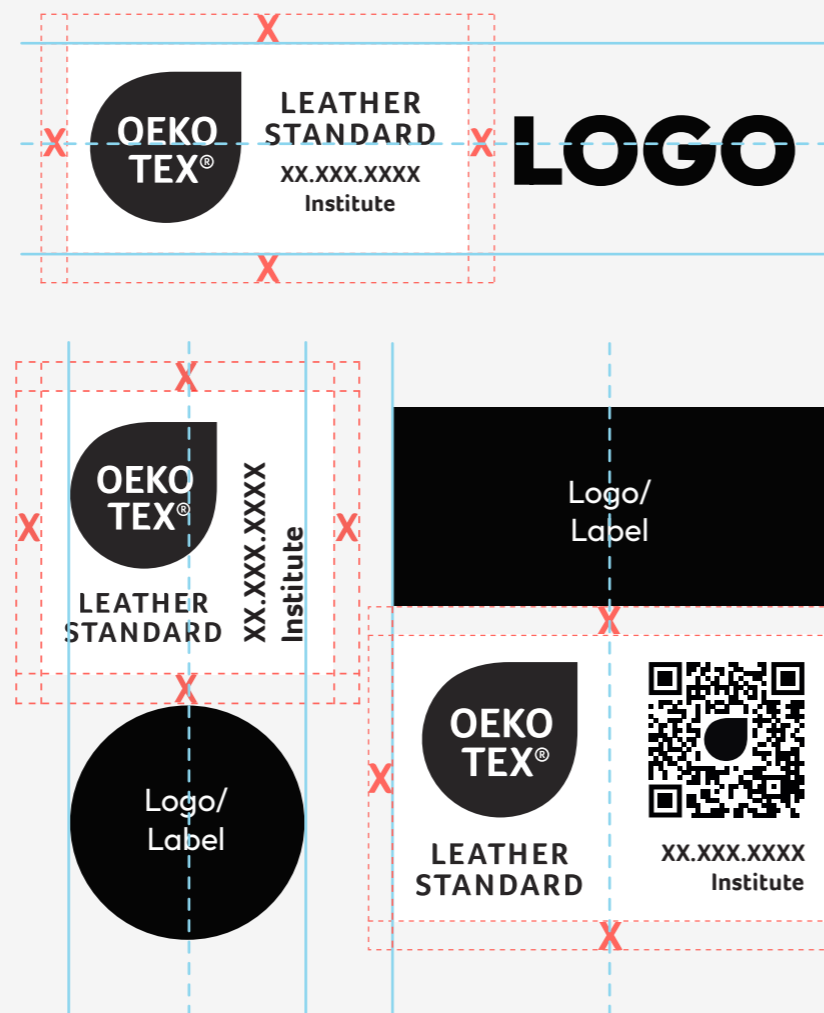 X
OEKO
TEX®
LEATHER
STANDARD
XX.XXX.XXXX
Institute
X
X
LOGO
X
X
OEKO
TEX®
LEATHER
STANDARD
XX.XXX.XXXX
Institute
X
X
X
Logo/
Label
Logo/
Label
X
OEKO
TEX®
LEATHER
STANDARD
X
XX.XXX.XXXX
Institute
X